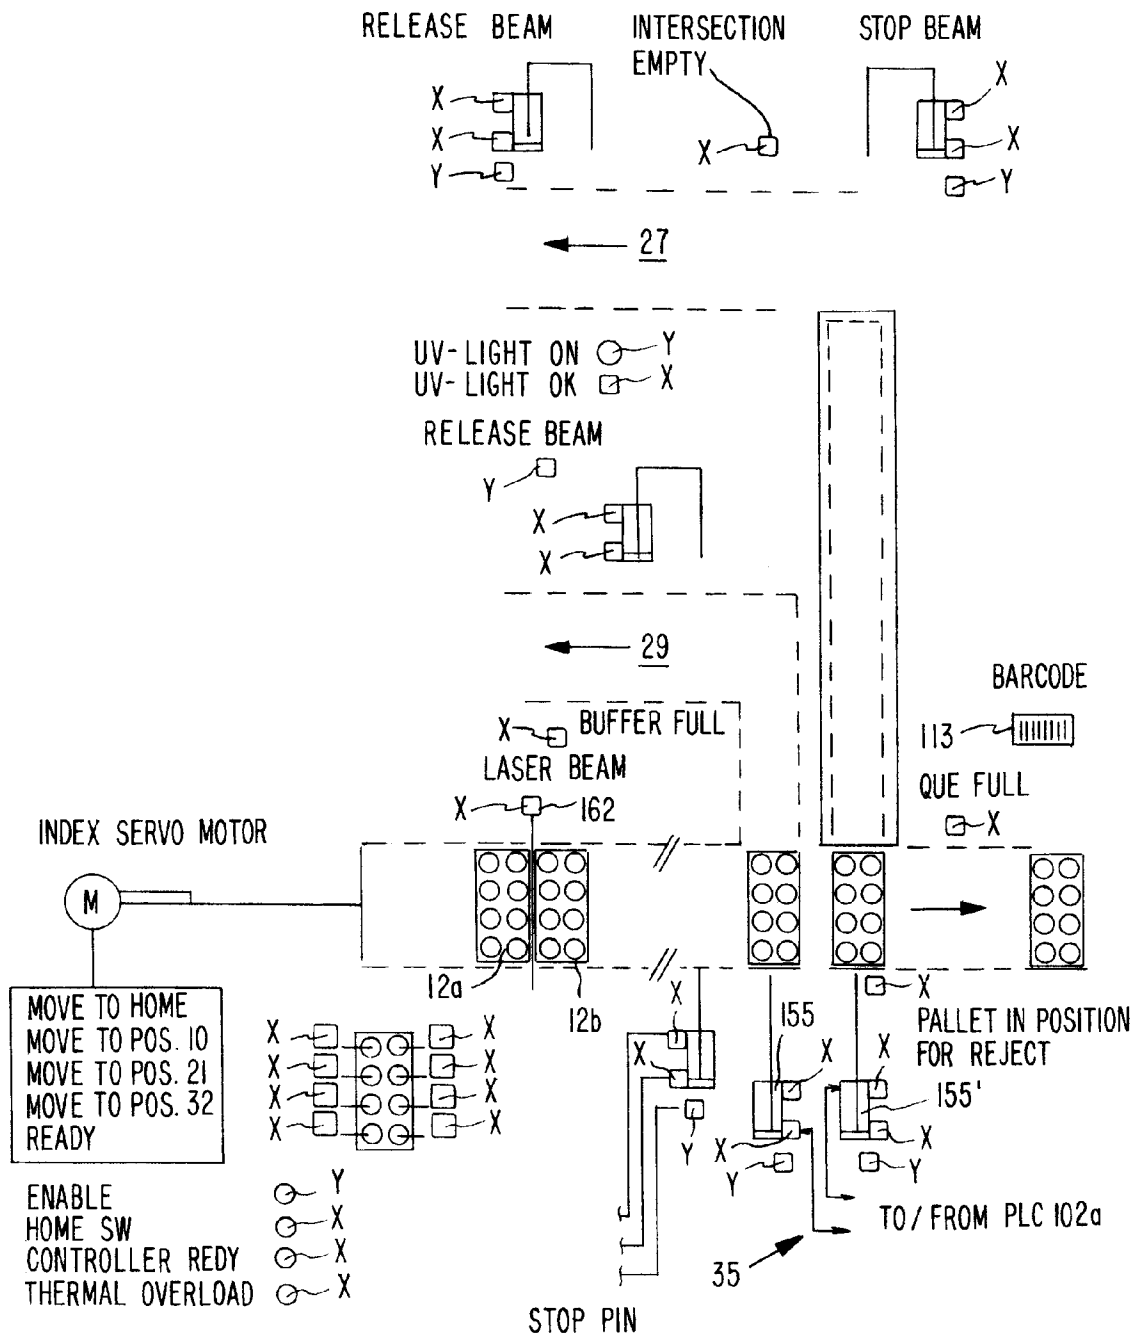 RELEASE BEAM
INTERSECTION
EMPTY
STOP BEAM
X
X
Y
X
X
X
Y
27
UV-LIGHT ON Y
UV-LIGHT OK X
RELEASE BEAM
Y
X
X
29
BARCODE
113
X BUFFER FULL
LASER BEAM
X 162
QUE FULL
X
INDEX SERVO MOTOR
M
12a
12b
MOVE TO HOME
MOVE TO POS. 10
MOVE TO POS. 21
MOVE TO POS. 32
READY
X X
X X
X X
X X
X
X
Y
155
X
X
Y
X
PALLET IN POSITION
FOR REJECT
X
155'
X
Y
ENABLE Y
HOME SW X
CONTROLLER REDY X
THERMAL OVERLOAD X
TO/FROM PLC 102a
35
STOP PIN